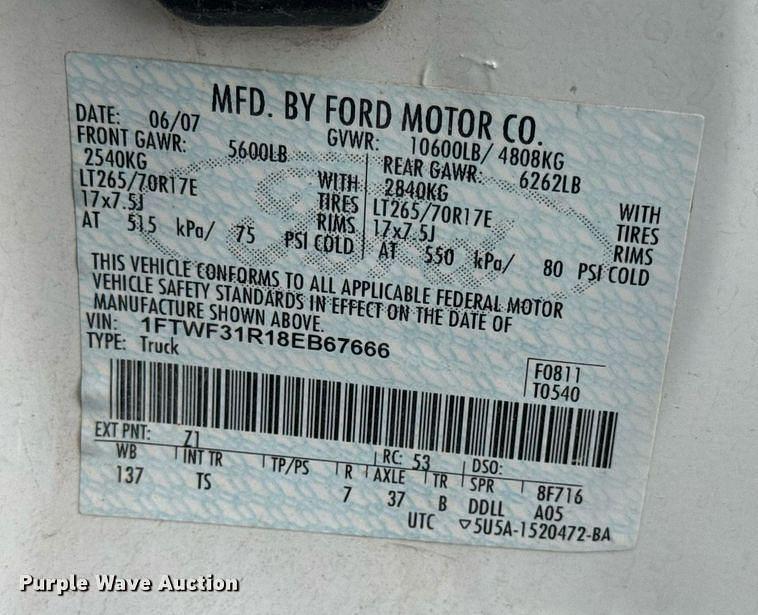 MFD. BY FORD MOTOR CO.
DATE: 06/07 GVWR: 10600LB/ 4808KG
FRONT GAWR: 5600LB REAR GAWR: 6262LB
2540KG WITH 2840KG WITH
LT265/70R17E TIRES LT265/70R17E TIRES
17x7.5J RIMS 17x7.5J RIMS
AT 515 kPa/ 75 PSI COLD AT 550 kPa/ 80 PSI COLD
THIS VEHICLE CONFORMS TO ALL APPLICABLE FEDERAL MOTOR
VEHICLE SAFETY STANDARDS IN EFFECT ON THE DATE OF
MANUFACTURE SHOWN ABOVE.
VIN: 1FTWF31R18EB67666
TYPE: Truck
F0811
T0540
EXT PNT: Z1 RC: 53 DSO:
WB INT TR TP/PS R AXLE TR SPR 8F716
137 TS 7 37 B DDLL A05
UTC ▽5U5A-1520472-BA
Purple Wave Auction